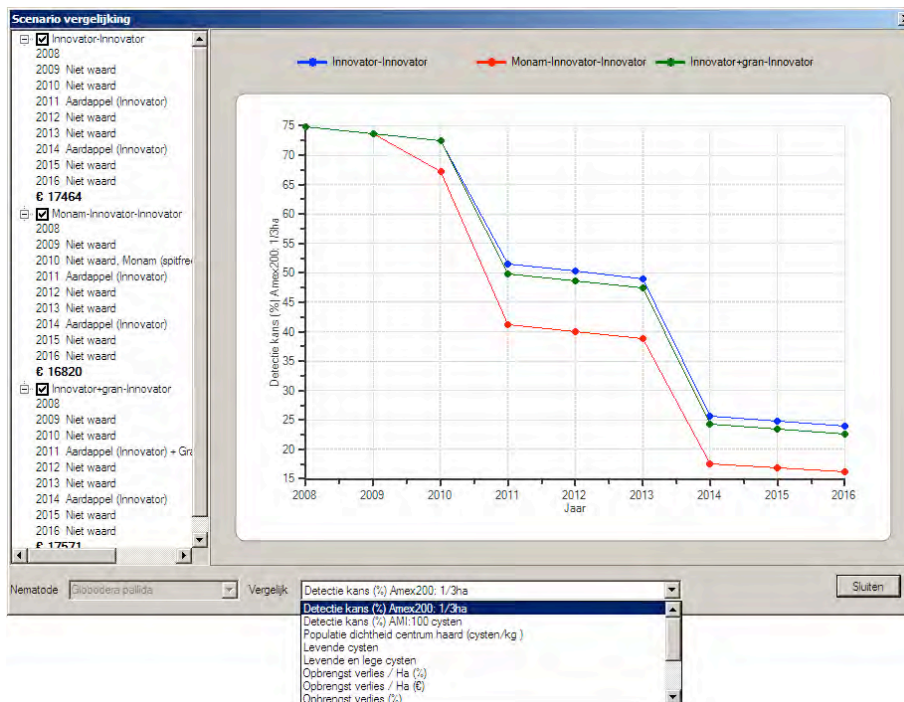 Scenario vergelijking
Innovator-Innovator
2008
2009 Niet waard
2010 Niet waard
2011 Aardappel (Innovator)
2012 Niet waard
2013 Niet waard
2014 Aardappel (Innovator)
2015 Niet waard
2016 Niet waard
€ 17464
Monam-Innovator-Innovator
2008
2009 Niet waard
2010 Niet waard, Monam (spitfre
2011 Aardappel (Innovator)
2012 Niet waard
2013 Niet waard
2014 Aardappel (Innovator)
2015 Niet waard
2016 Niet waard
€ 16820
Innovator+gran-Innovator
2008
2009 Niet waard
2010 Niet waard
2011 Aardappel (Innovator) + Gra
2012 Niet waard
2013 Niet waard
2014 Aardappel (Innovator)
2015 Niet waard
2016 Niet waard
€ 17571
Innovator-Innovator Monam-Innovator-Innovator Innovator+gran-Innovator
Detectie kans (%) Amex200: 1/3ha
75
70
65
60
55
50
45
40
35
30
25
20
15
2008 2009 2010 2011 2012 2013 2014 2015 2016
Jaar
Nematode Globodera pallida Vergelijk Detectie kans (%) Amex200: 1/3ha Sluiten
Detectie kans (%) Amex200: 1/3ha
Detectie kans (%) AMI:100 cysten
Populatie dichtheid centrum haard (cysten/kg )
Levende cysten
Levende en lege cysten
Opbrengst verlies / Ha (%)
Opbrengst verlies / Ha (€)
Opbrengst verlies (%)